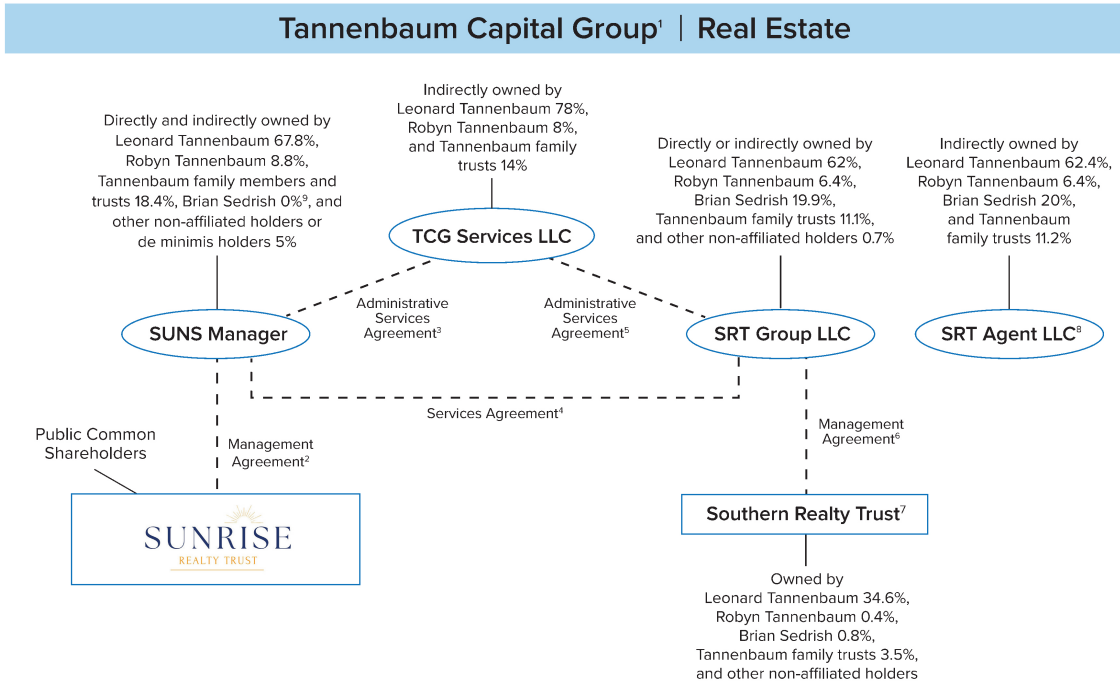 Tannenbaum Capital Group¹ | Real Estate
Directly and indirectly owned by
Leonard Tannenbaum 67.8%,
Robyn Tannenbaum 8.8%,
Tannenbaum family members and
trusts 18.4%, Brian Sedrish 0%⁹, and
other non-affiliated holders or
de minimis holders 5%
Indirectly owned by
Leonard Tannenbaum 78%,
Robyn Tannenbaum 8%,
and Tannenbaum family
trusts 14%
Directly or indirectly owned by
Leonard Tannenbaum 62%,
Robyn Tannenbaum 6.4%,
Brian Sedrish 19.9%,
Tannenbaum family trusts 11.1%,
and other non-affiliated holders 0.7%
Indirectly owned by
Leonard Tannenbaum 62.4%,
Robyn Tannenbaum 6.4%,
Brian Sedrish 20%,
and Tannenbaum
family trusts 11.2%
TCG Services LLC
Administrative
Services
Agreement³
Administrative
Services
Agreement⁵
SUNS Manager
SRT Group LLC
SRT Agent LLC⁸
Services Agreement⁴
Public Common
Shareholders
Management
Agreement²
Management
Agreement⁶
SUNRISE
REALTY TRUST
Southern Realty Trust⁷
Owned by
Leonard Tannenbaum 34.6%,
Robyn Tannenbaum 0.4%,
Brian Sedrish 0.8%,
Tannenbaum family trusts 3.5%,
and other non-affiliated holders